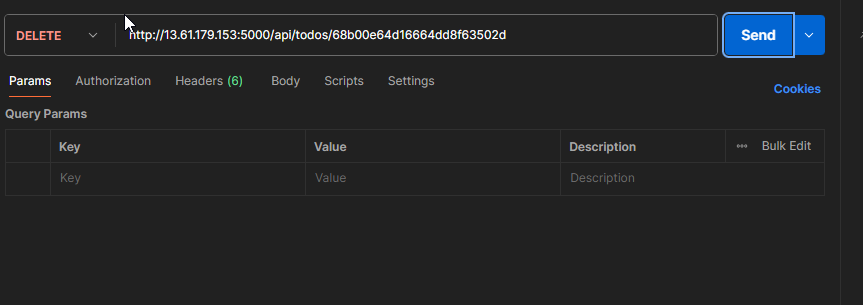 DELETE http://13.61.179.153:5000/api/todos/68b00e64d16664dd8f63502d Send
Params Authorization Headers (6) Body Scripts Settings Cookies
Query Params
Key Value Description Bulk Edit
Key Value Description